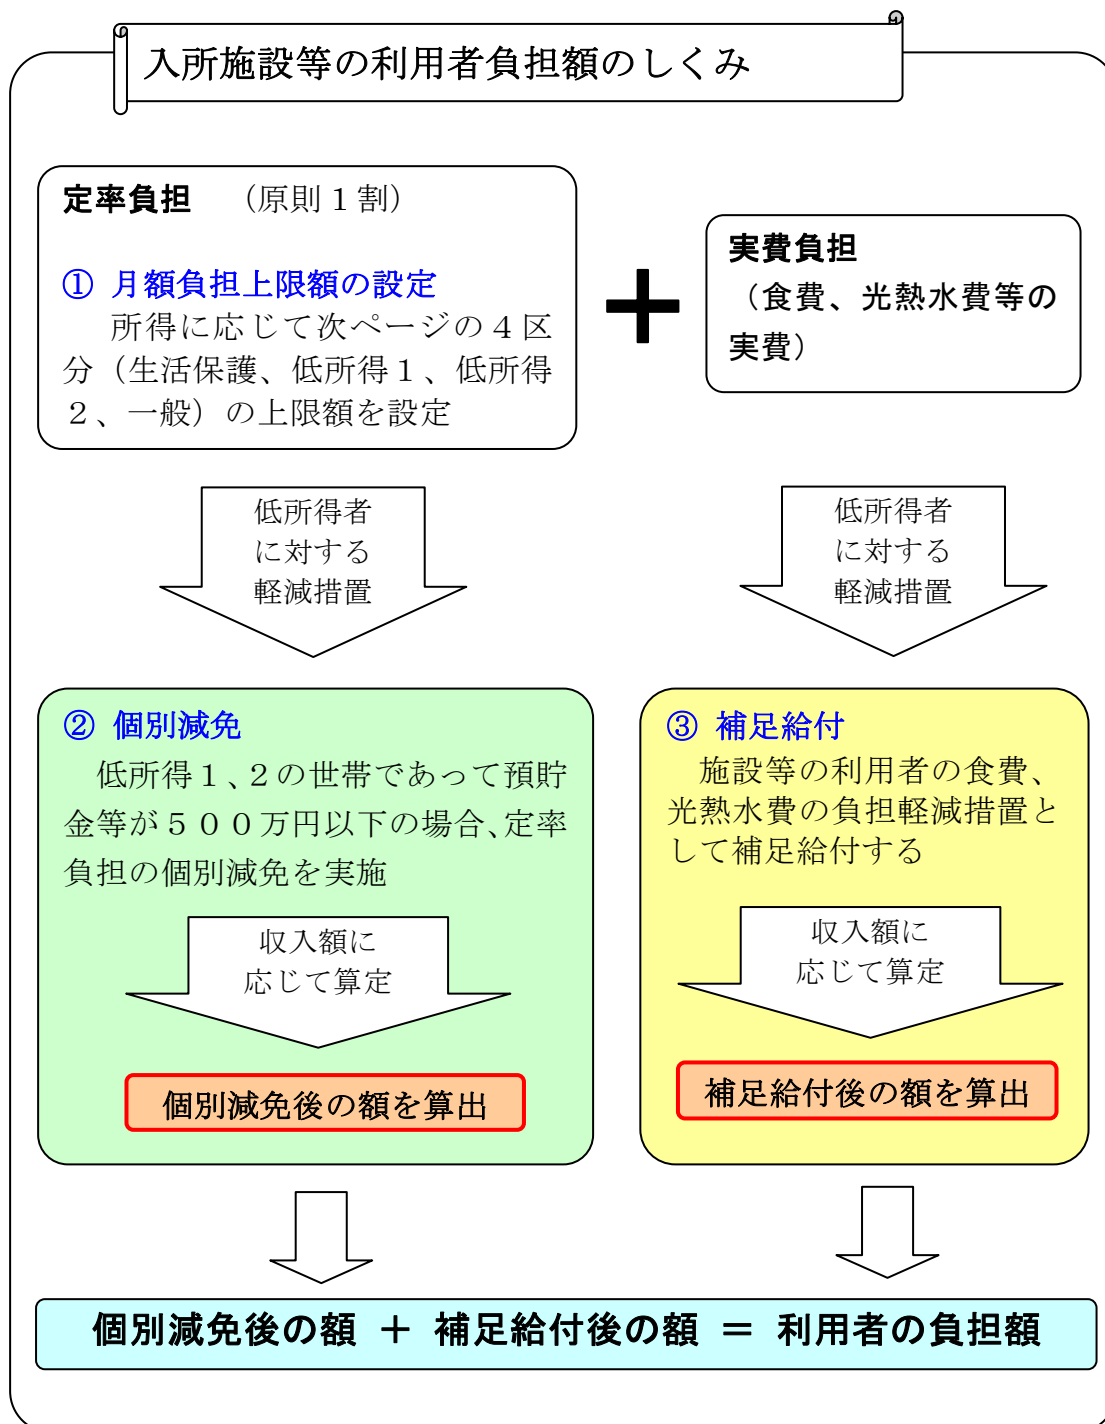 入所施設等の利用者負担額のしくみ
定率負担　（原則１割）
① 月額負担上限額の設定
所得に応じて次ページの４区
分（生活保護、低所得１、低所得
２、一般）の上限額を設定
＋
実費負担
（食費、光熱水費等の
実費）
低所得者
に対する
軽減措置
低所得者
に対する
軽減措置
② 個別減免
低所得１、２の世帯であって預貯
金等が５００万円以下の場合、定率
負担の個別減免を実施
収入額に
応じて算定
個別減免後の額を算出
③ 補足給付
施設等の利用者の食費、
光熱水費の負担軽減措置と
して補足給付する
収入額に
応じて算定
補足給付後の額を算出
個別減免後の額 ＋ 補足給付後の額 ＝ 利用者の負担額